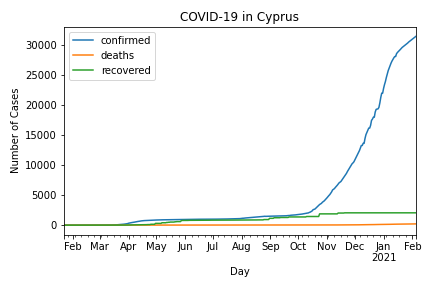 COVID-19 in Cyprus
confirmed
deaths
recovered
Number of Cases
30000
25000
20000
15000
10000
5000
0
Feb Mar Apr May Jun Jul Aug Sep Oct Nov Dec Jan Feb
2021
Day